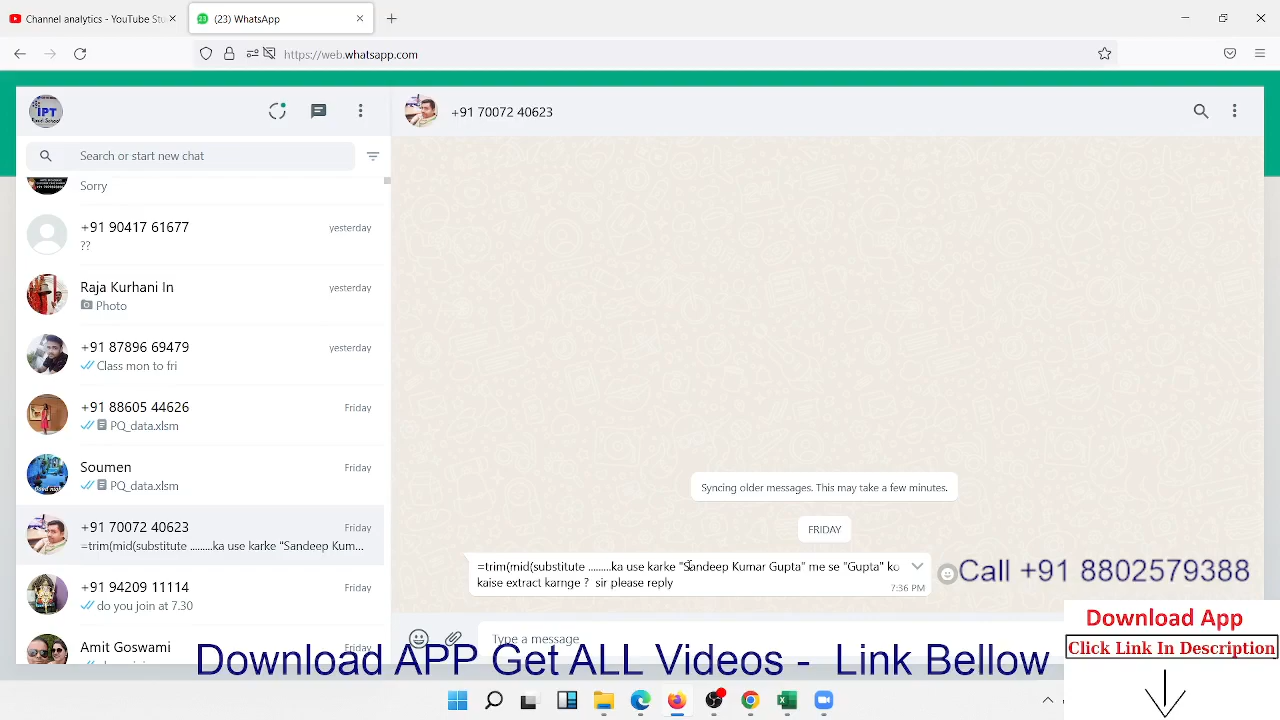 Channel analytics - YouTube Stu
(23) WhatsApp
https://web.whatsapp.com
IPT
Excel School
+91 70072 40623
Search or start new chat
Sorry
+91 90417 61677
yesterday
??
Raja Kurhani In
yesterday
Photo
+91 87896 69479
yesterday
Class mon to fri
+91 88605 44626
Friday
PQ_data.xlsm
Soumen
Friday
PQ_data.xlsm
+91 70072 40623
Friday
=trim(mid(substitute .........ka use karke "Sandeep Kum...
+91 94209 11114
Friday
do you join at 7.30
Amit Goswami
Syncing older messages. This may take a few minutes.
FRIDAY
=trim(mid(substitute .........ka use karke "Sandeep Kumar Gupta" me se "Gupta" ko
kaise extract karnge ? sir please reply
7:36 PM
Type a message
Call +91 8802579388
Download App
Click Link In Description
Download APP Get ALL Videos - Link Bellow